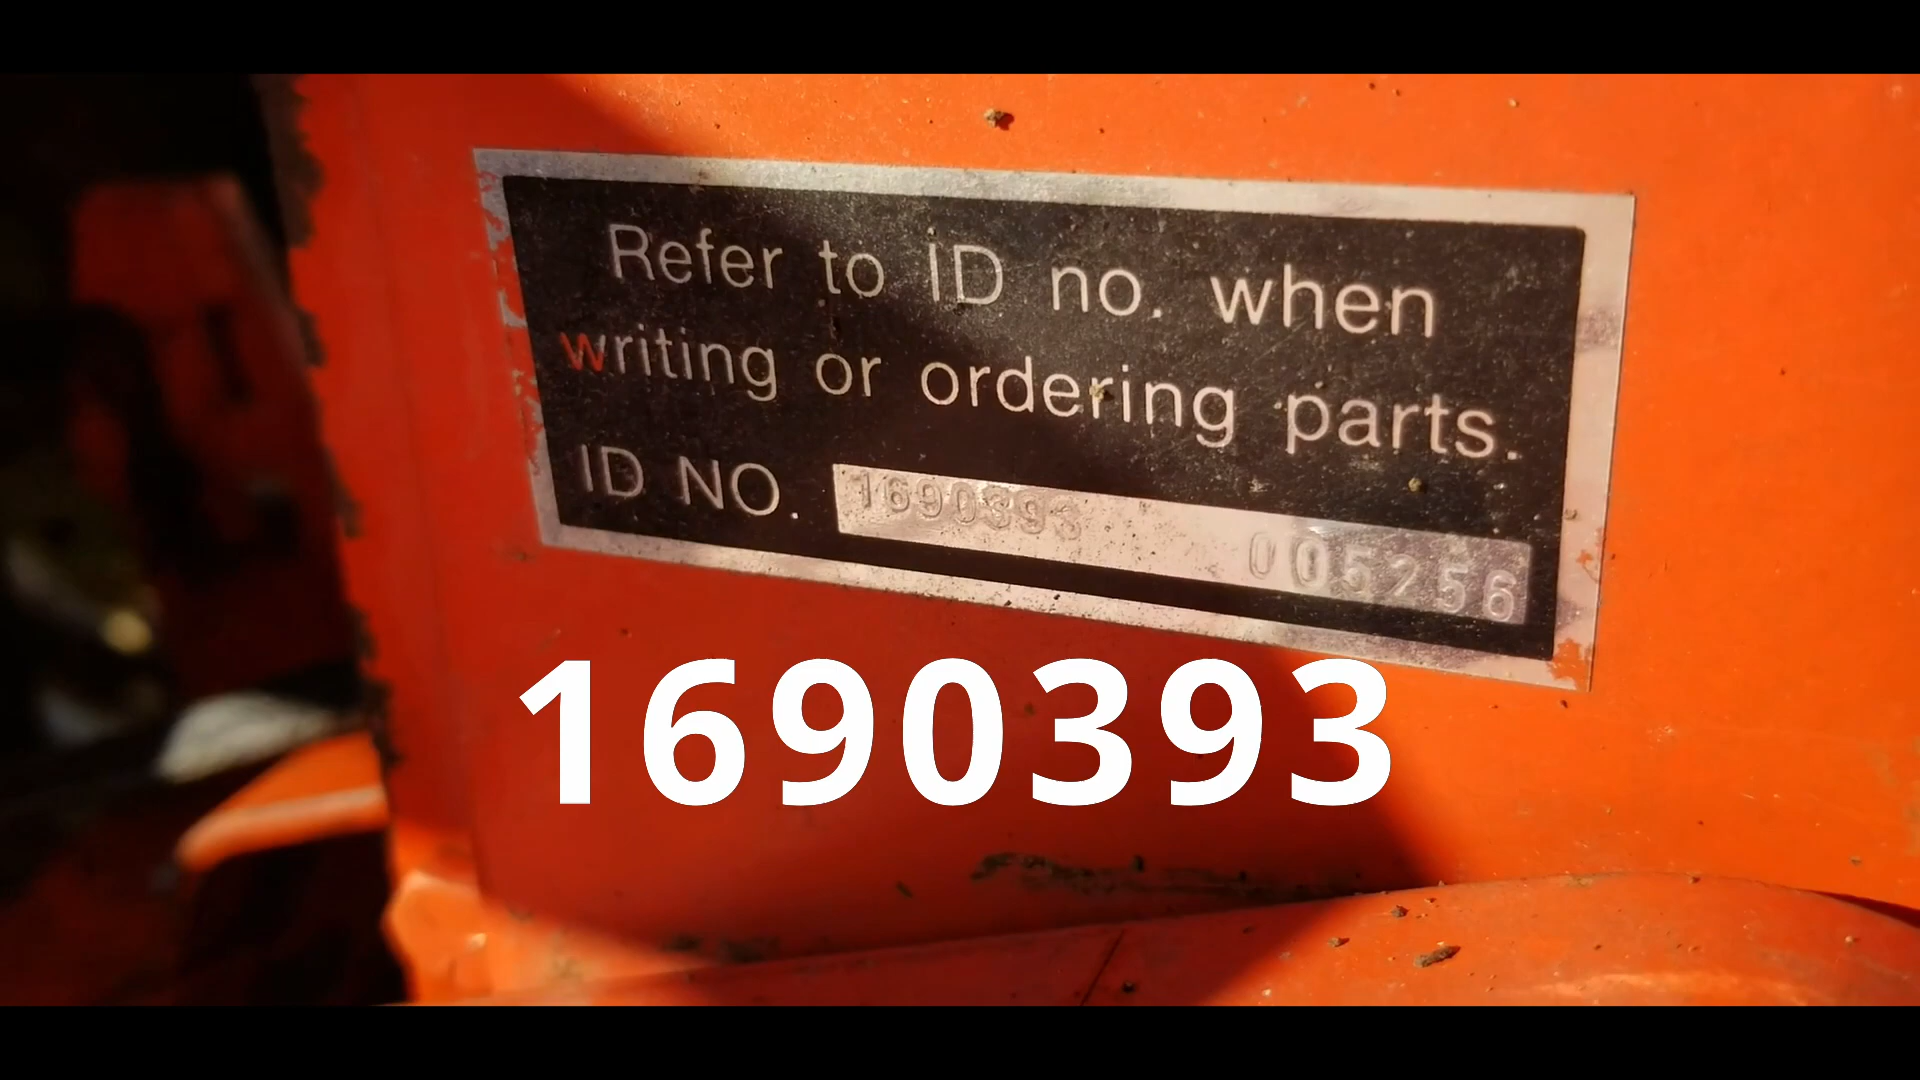 Refer to ID no. when
writing or ordering parts.
ID NO. 1690393 005256
1690393